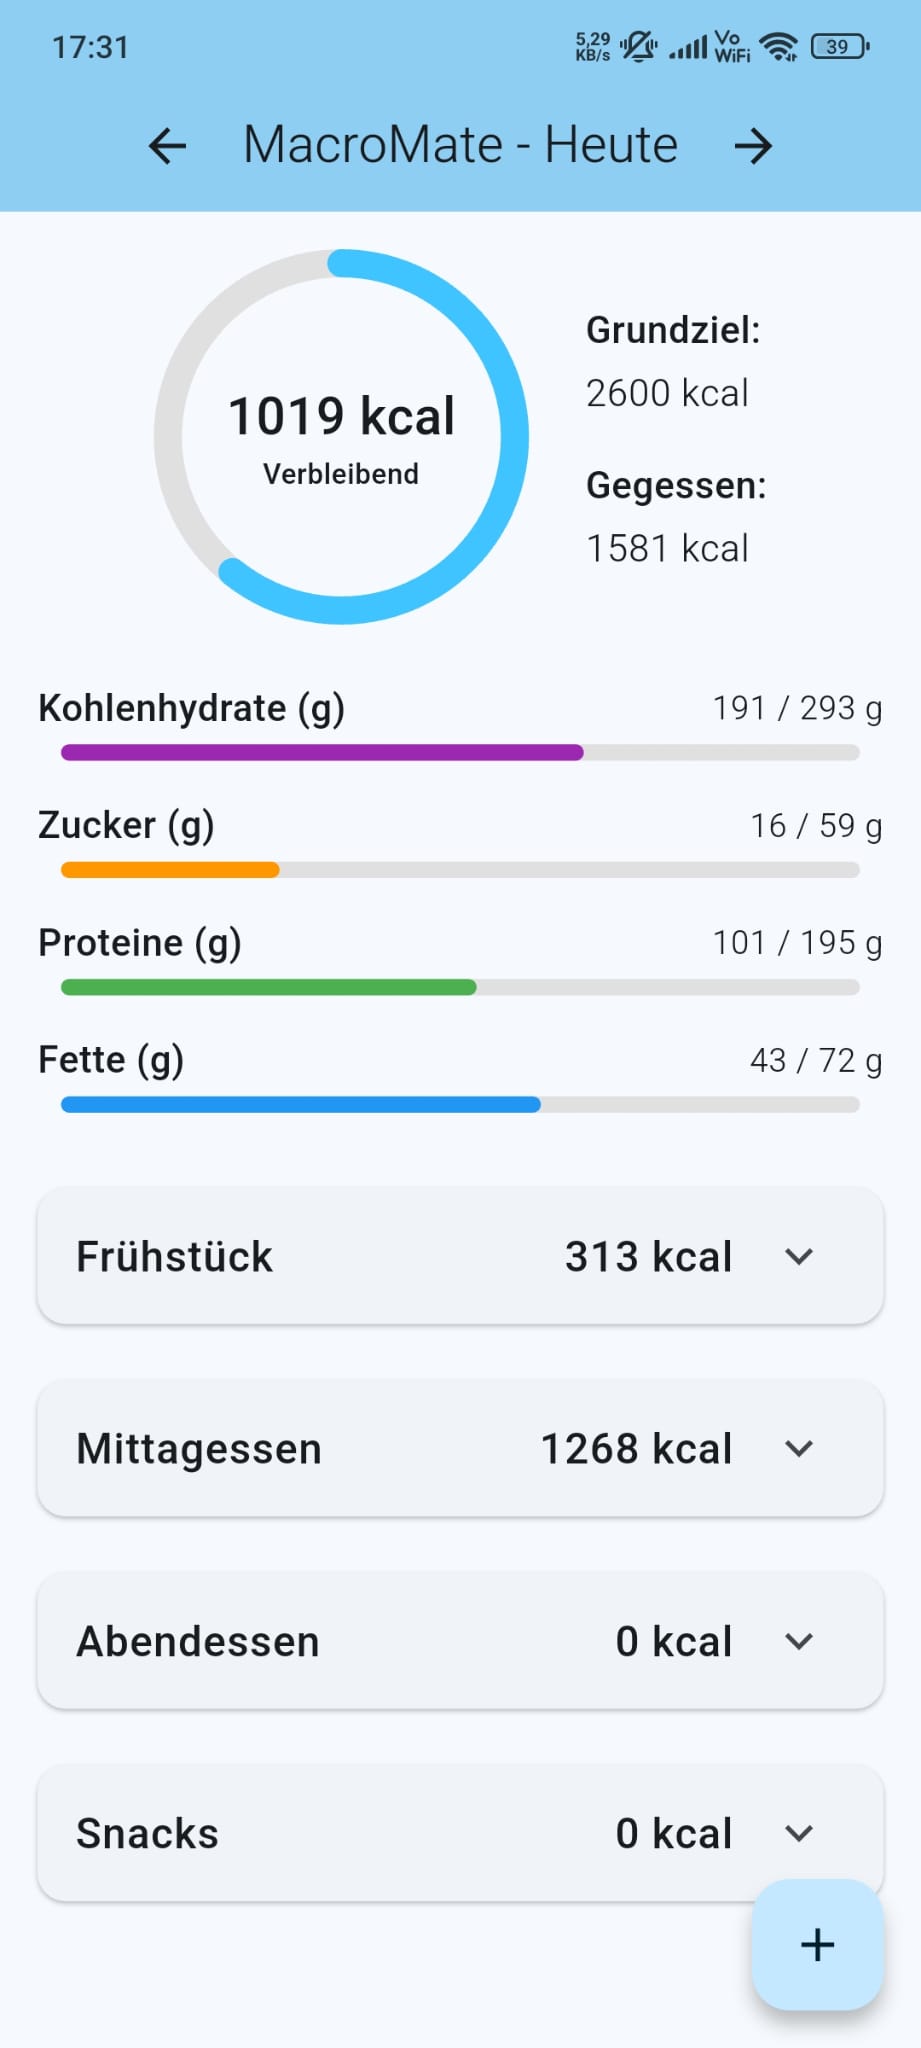 17:31
5,29 KB/s Vo WiFi 39
MacroMate - Heute
1019 kcal
Verbleibend
Grundziel:
2600 kcal
Gegessen:
1581 kcal
Kohlenhydrate (g) 191 / 293 g
Zucker (g) 16 / 59 g
Proteine (g) 101 / 195 g
Fette (g) 43 / 72 g
Frühstück 313 kcal
Mittagessen 1268 kcal
Abendessen 0 kcal
Snacks 0 kcal
+